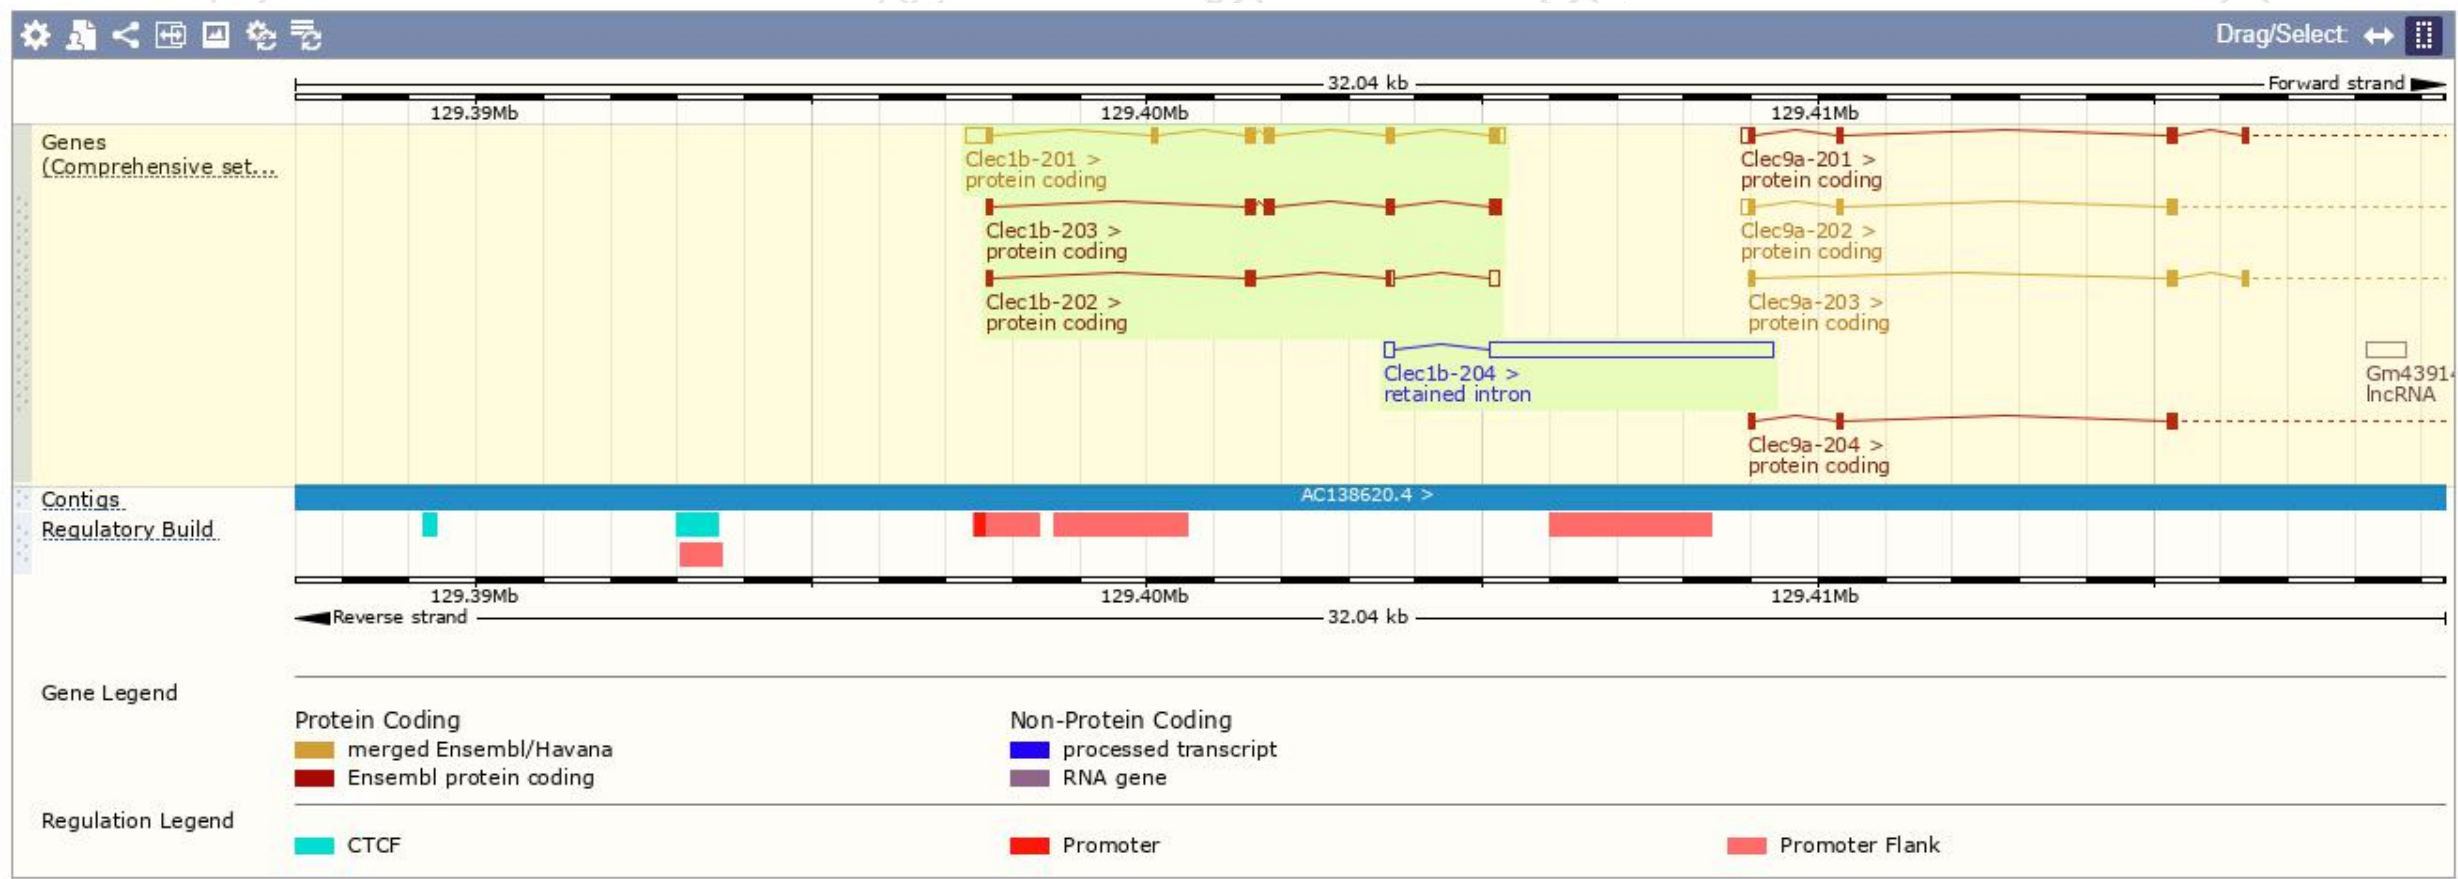 Drag/Select:
32.04 kb
Forward strand
129.39Mb 129.40Mb 129.41Mb
Genes
(Comprehensive set...
Clec1b-201 >
protein coding
Clec9a-201 >
protein coding
Clec1b-203 >
protein coding
Clec9a-202 >
protein coding
Clec1b-202 >
protein coding
Clec9a-203 >
protein coding
Clec1b-204 >
retained intron
Gm4391
lncRNA
Clec9a-204 >
protein coding
Contigs
AC138620.4 >
Regulatory Build
129.39Mb 129.40Mb 129.41Mb
Reverse strand
32.04 kb
Gene Legend
Protein Coding
Non-Protein Coding
merged Ensembl/Havana
processed transcript
Ensembl protein coding
RNA gene
Regulation Legend
CTCF
Promoter
Promoter Flank